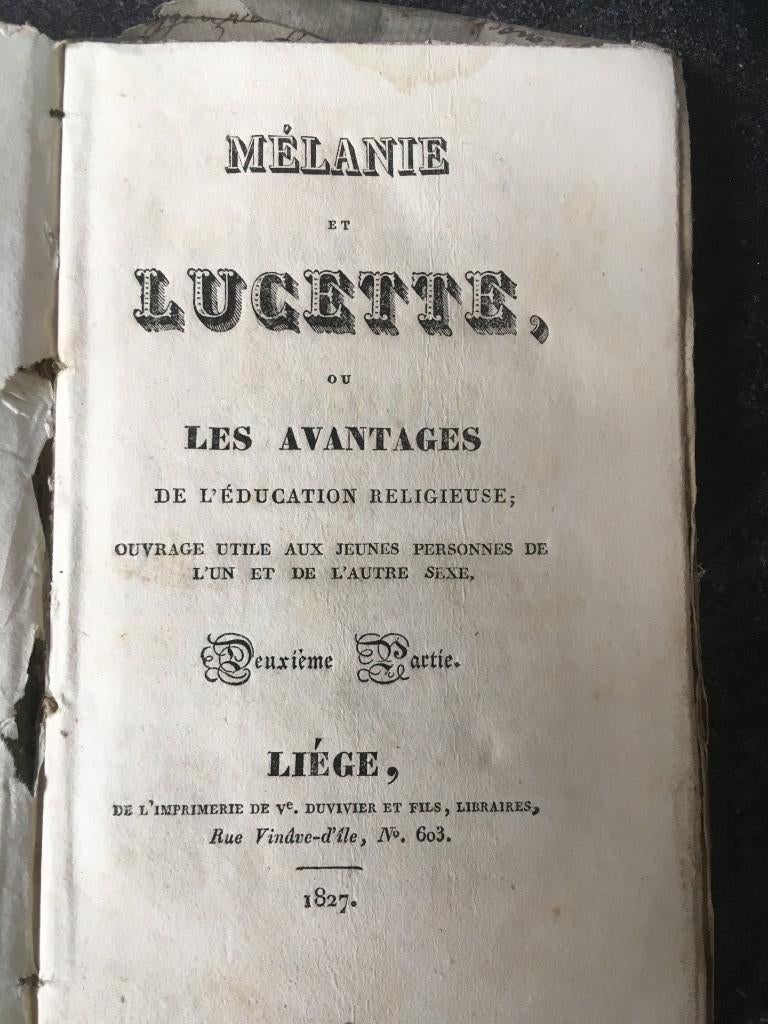 MÉLANIE
ET
LUCETTE,
OU
LES AVANTAGES
DE L'ÉDUCATION RELIGIEUSE;
OUVRAGE UTILE AUX JEUNES PERSONNES DE
L'UN ET DE L'AUTRE SEXE,
Deuxième Partie.
LIÉGE,
DE L'IMPRIMERIE DE Ve. DUVIVIER ET FILS, LIBRAIRES,
Rue Vinâve-d'île, No. 603.
1827.